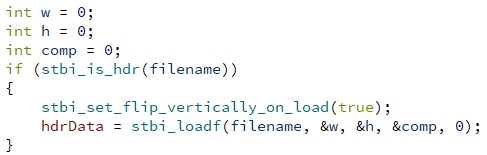 int w = 0;
int h = 0;
int comp = 0;
if (stbi_is_hdr(filename))
{
    stbi_set_flip_vertically_on_load(true);
    hdrData = stbi_loadf(filename, &w, &h, &comp, 0);
}